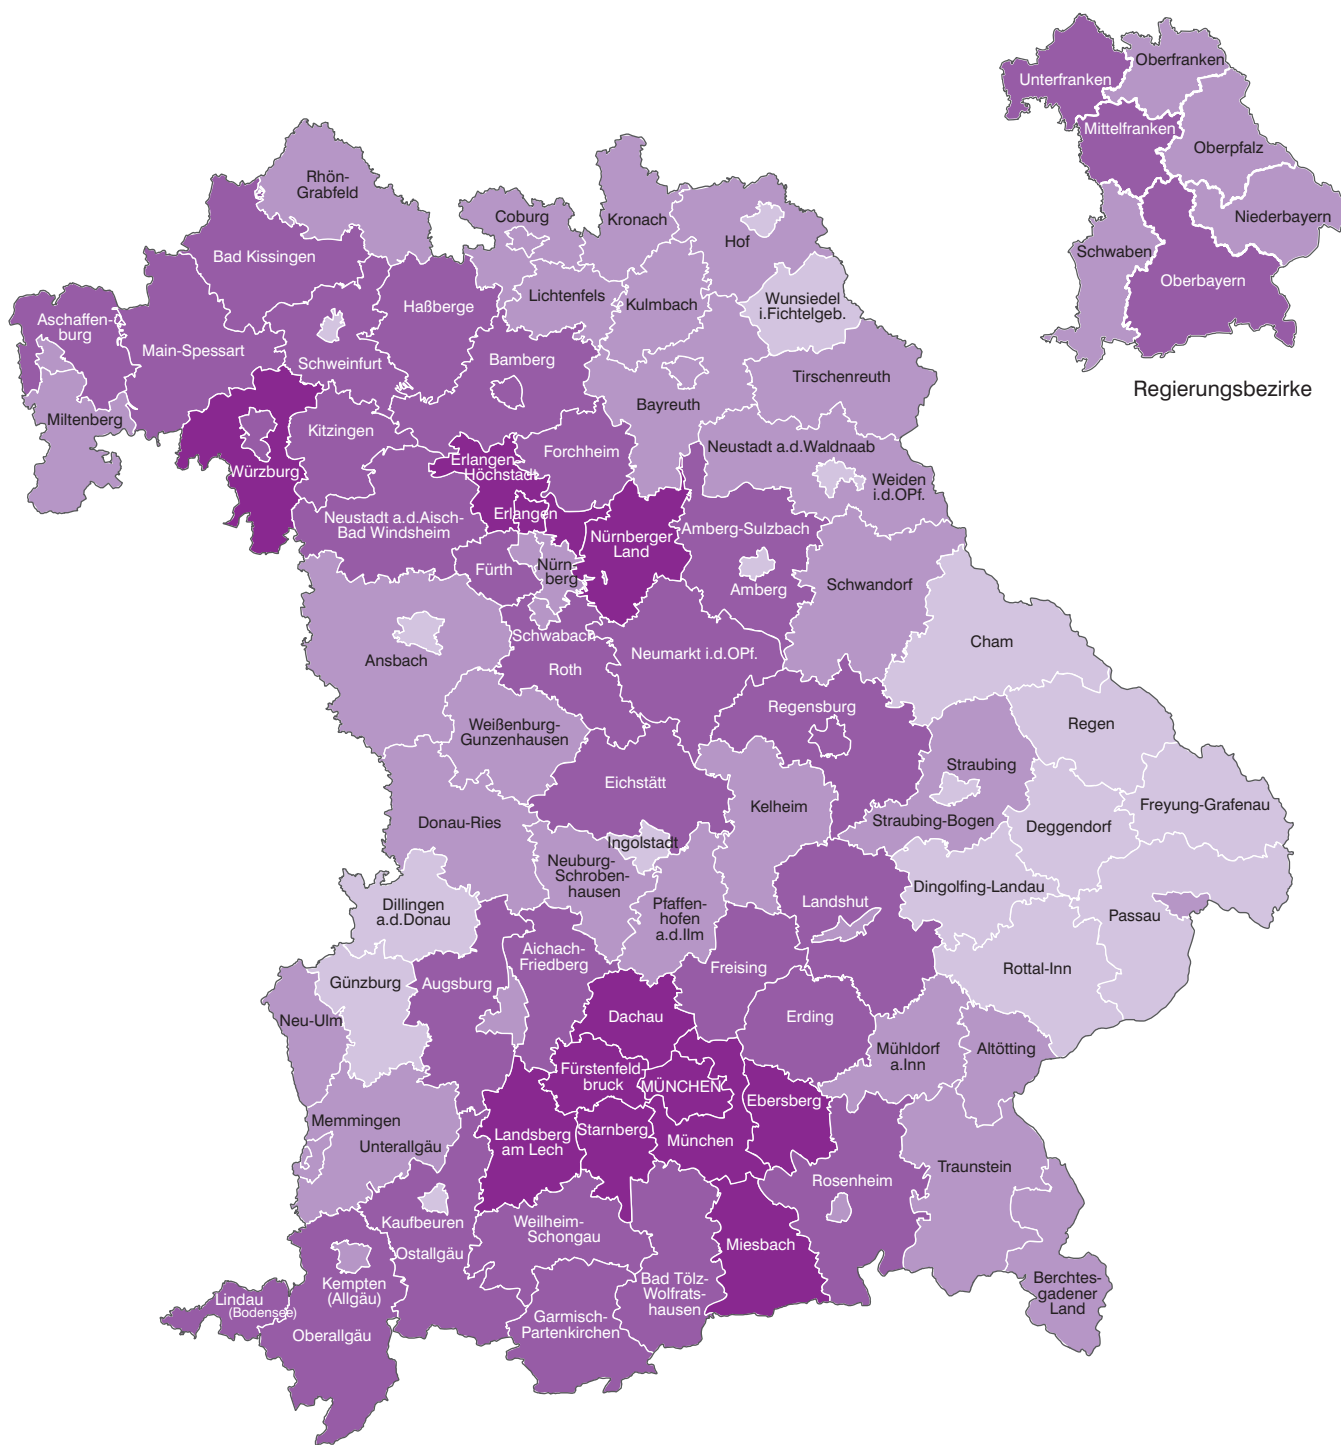 Oberfranken
Unterfranken
Mittelfranken
Oberpfalz
Niederbayern
Schwaben
Oberbayern
Regierungsbezirke
Rhön-
Grabfeld
Coburg
Kronach
Hof
Bad Kissingen
Lichtenfels
Kulmbach
Wunsiedel
i.Fichtelgeb.
Haßberge
Aschaffen-
burg
Main-Spessart
Schweinfurt
Bamberg
Tirschenreuth
Bayreuth
Miltenberg
Kitzingen
Würzburg
Erlangen-
Höchstadt
Forchheim
Neustadt a.d.Waldnaab
Weiden
i.d.OPf.
Neustadt a.d.Aisch-
Bad Windsheim
Erlangen
Nürnberger
Land
Amberg-Sulzbach
Fürth
Nürn-
berg
Amberg
Schwandorf
Schwabach
Ansbach
Roth
Neumarkt i.d.OPf.
Cham
Weißenburg-
Gunzenhausen
Regensburg
Regen
Eichstätt
Straubing
Kelheim
Freyung-Grafenau
Donau-Ries
Straubing-Bogen
Deggendorf
Ingolstadt
Neuburg-
Schroben-
hausen
Dingolfing-Landau
Dillingen
a.d.Donau
Pfaffen-
hofen
a.d.Ilm
Landshut
Passau
Aichach-
Friedberg
Freising
Rottal-Inn
Günzburg
Augsburg
Neu-Ulm
Dachau
Erding
Mühldorf
a.Inn
Altötting
Fürstenfeld-
bruck
MÜNCHEN
Ebersberg
Memmingen
Unterallgäu
Landsberg
am Lech
Starnberg
München
Traunstein
Rosenheim
Kaufbeuren
Ostallgäu
Weilheim-
Schongau
Miesbach
Kempten
(Allgäu)
Bad Tölz-
Wolfrats-
hausen
Berchtes-
gadener
Land
Lindau
(Bodensee)
Oberallgäu
Garmisch-
Partenkirchen